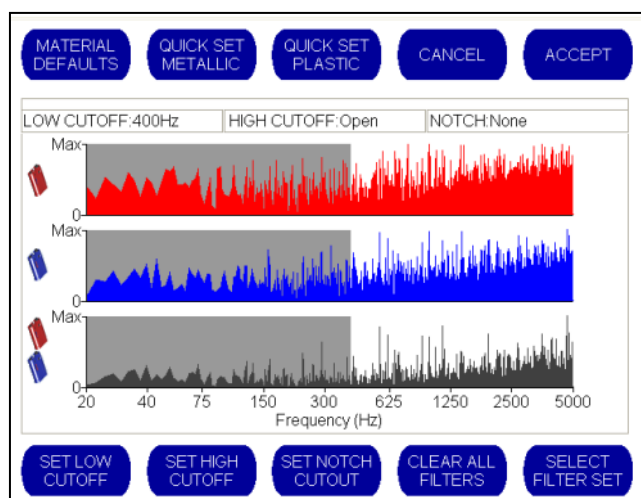 MATERIAL
DEFAULTS
QUICK SET
METALLIC
QUICK SET
PLASTIC
CANCEL
ACCEPT
LOW CUTOFF:400Hz
HIGH CUTOFF:Open
NOTCH:None
Max
0
Max
0
Max
0
20 40 75 150 300 625 1250 2500 5000
Frequency (Hz)
SET LOW
CUTOFF
SET HIGH
CUTOFF
SET NOTCH
CUTOUT
CLEAR ALL
FILTERS
SELECT
FILTER SET